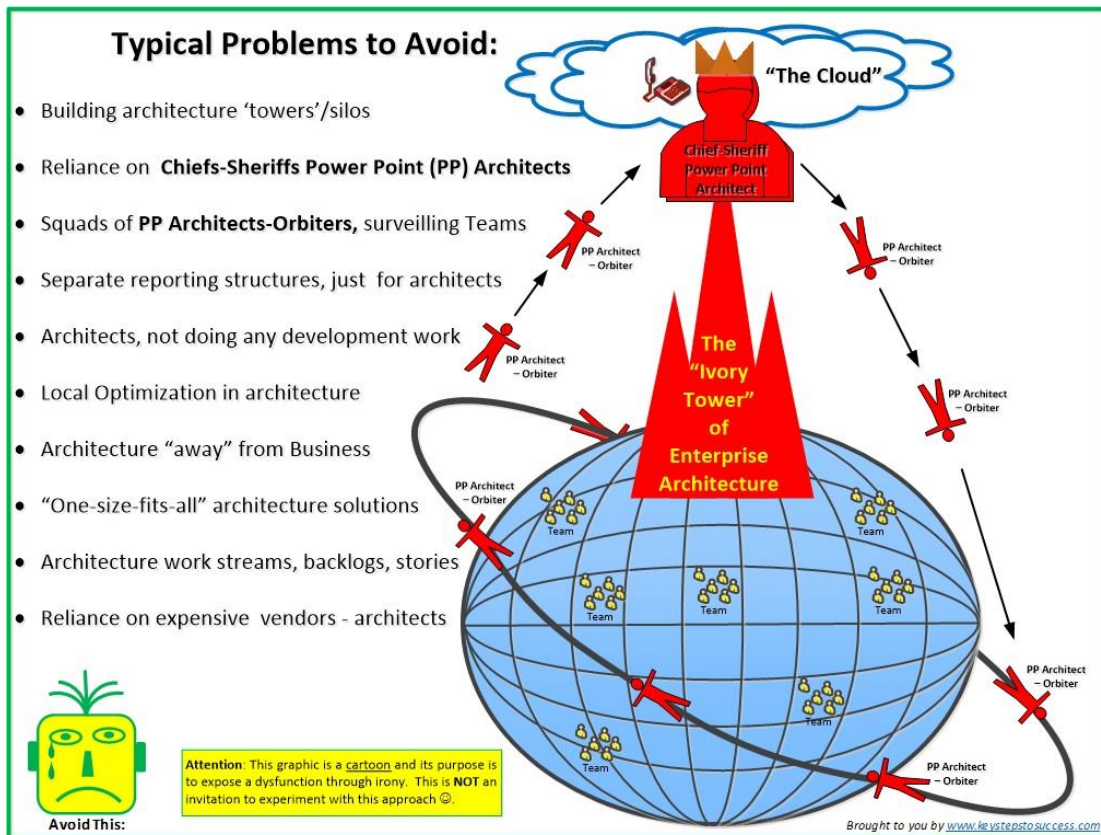 Typical Problems to Avoid:
• Building architecture ‘towers’/silos
• Reliance on Chiefs-Sheriffs Power Point (PP) Architects
• Squads of PP Architects-Orbiters, surveilling Teams
• Separate reporting structures, just for architects
• Architects, not doing any development work
• Local Optimization in architecture
• Architecture “away” from Business
• “One-size-fits-all” architecture solutions
• Architecture work streams, backlogs, stories
• Reliance on expensive vendors - architects
“The Cloud”
Chief-Sheriff
Power Point
Architect
PP Architect
– Orbiter
PP Architect
– Orbiter
PP Architect
– Orbiter
PP Architect
– Orbiter
The
“Ivory
Tower”
of
Enterprise
Architecture
PP Architect
– Orbiter
Team
Team
Team
Team
Team
Team
Team
PP Architect
– Orbiter
PP Architect
– Orbiter
Avoid This:
Attention: This graphic is a cartoon and its purpose is
to expose a dysfunction through irony. This is NOT an
invitation to experiment with this approach ☺.
Brought to you by www.keystepstosuccess.com